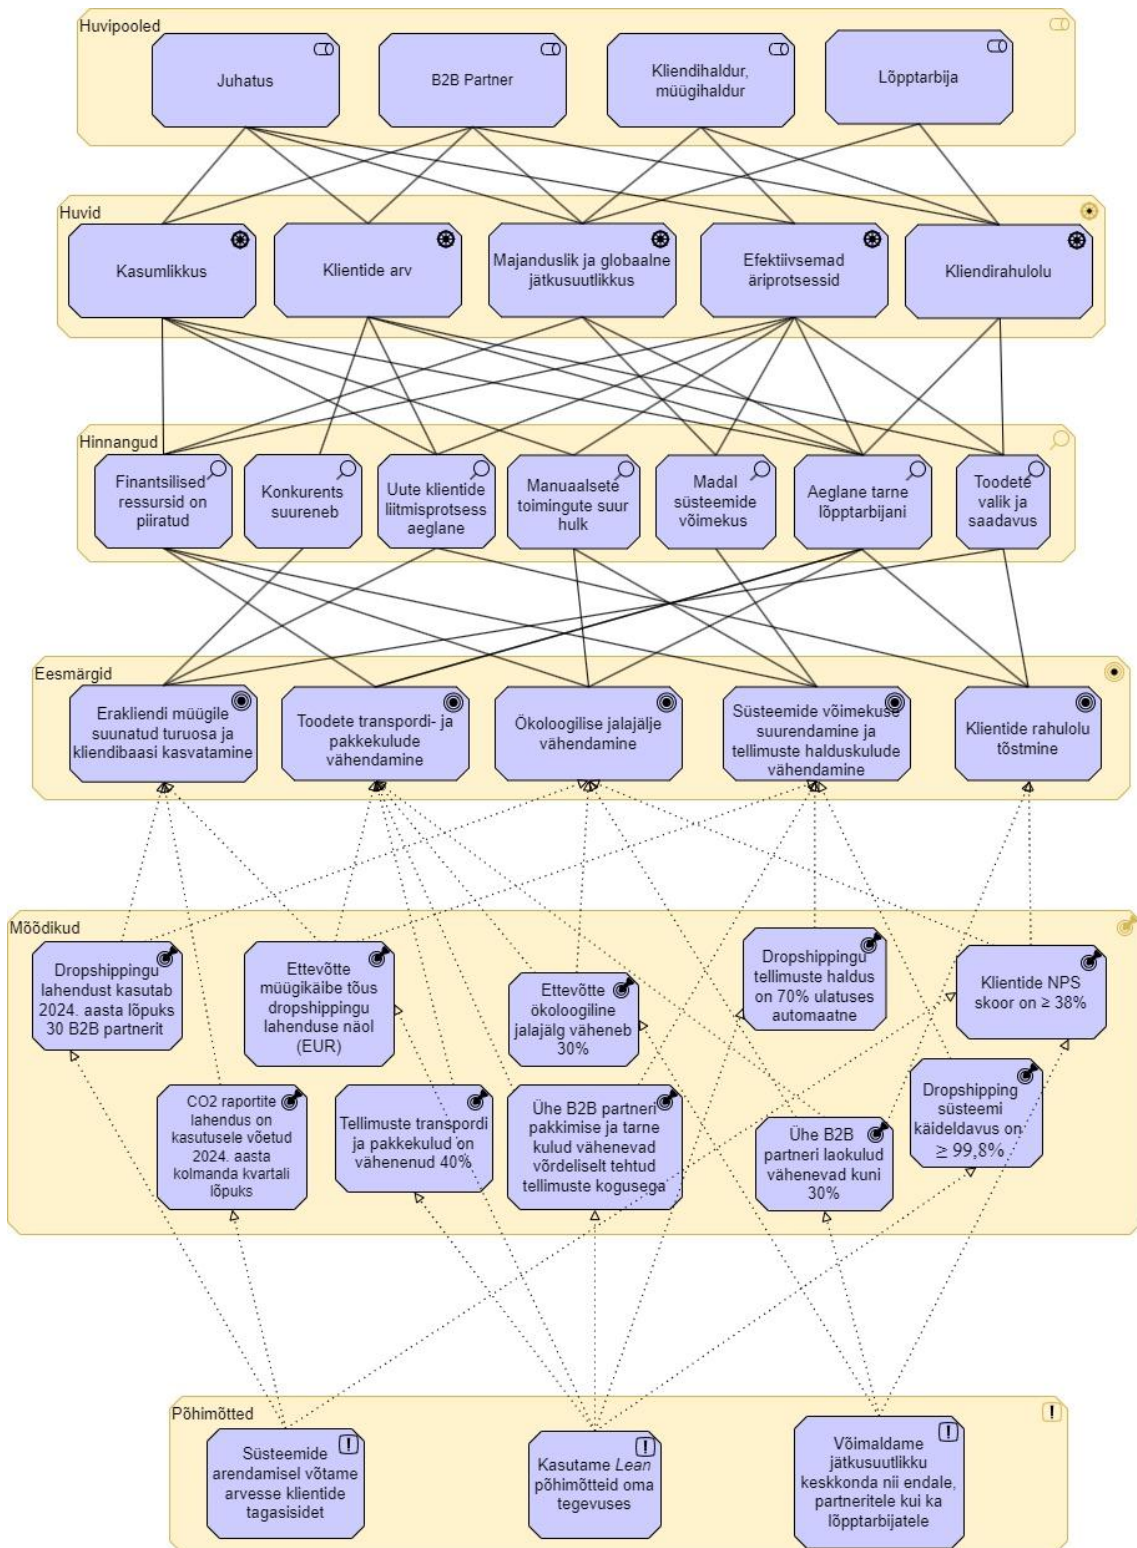 Huvipooled
Juhatus
B2B Partner
Kliendihaldur,
müügihaldur
Lõpptarbija
Huvid
Kasumlikkus
Klientide arv
Majanduslik ja globaalne
jätkusuutlikkus
Efektiivsemad
äriprotsessid
Kliendirahulolu
Hinnangud
Finantsilised
ressursid on
piiratud
Konkurents
suureneb
Uute klientide
liitmisprotsess
aeglane
Manuaalsete
toimingute suur
hulk
Madal
süsteemide
võimekus
Aeglane tarne
lõpptarbijani
Toodete
valik ja
saadavus
Eesmärgid
Erakliendi müügile
suunatud turuosa ja
kliendibaasi kasvatamine
Toodete transpordi- ja
pakkekulude
vähendamine
Ökoloogilise jalajälje
vähendamine
Süsteemide võimekuse
suurendamine ja
tellimuste halduskulude
vähendamine
Klientide rahulolu
tõstmine
Mõõdikud
Dropshippingu
lahendust kasutab
2024. aasta lõpuks
30 B2B partnerit
Ettevõtte
müügikäibe tõus
dropshippingu
lahenduse näol
(EUR)
Ettevõtte
ökoloogiline
jalajälg väheneb
30%
Dropshippingu
tellimuste haldus
on 70% ulatuses
automaatne
Klientide NPS
skoor on ≥ 38%
CO2 raportite
lahendus on
kasutusele võetud
2024. aasta
kolmanda kvartali
lõpuks
Tellimuste transpordi
ja pakkekulud on
vähenenud 40%
Ühe B2B partneri
pakkimise ja tarne
kulud vähenevad
võrdeliselt tehtud
tellimuste kogusega
Ühe B2B
partneri laokulud
vähenevad kuni
30%
Dropshipping
süsteemi
käideldavus on
≥ 99,8%
Põhimõtted
Süsteemide
arendamisel võtame
arvesse klientide
tagasisidet
Kasutame Lean
põhimõtteid oma
tegevuses
Võimaldame
jätkusuutlikku
keskkonda nii endale,
partneritele kui ka
lõpptarbijatele